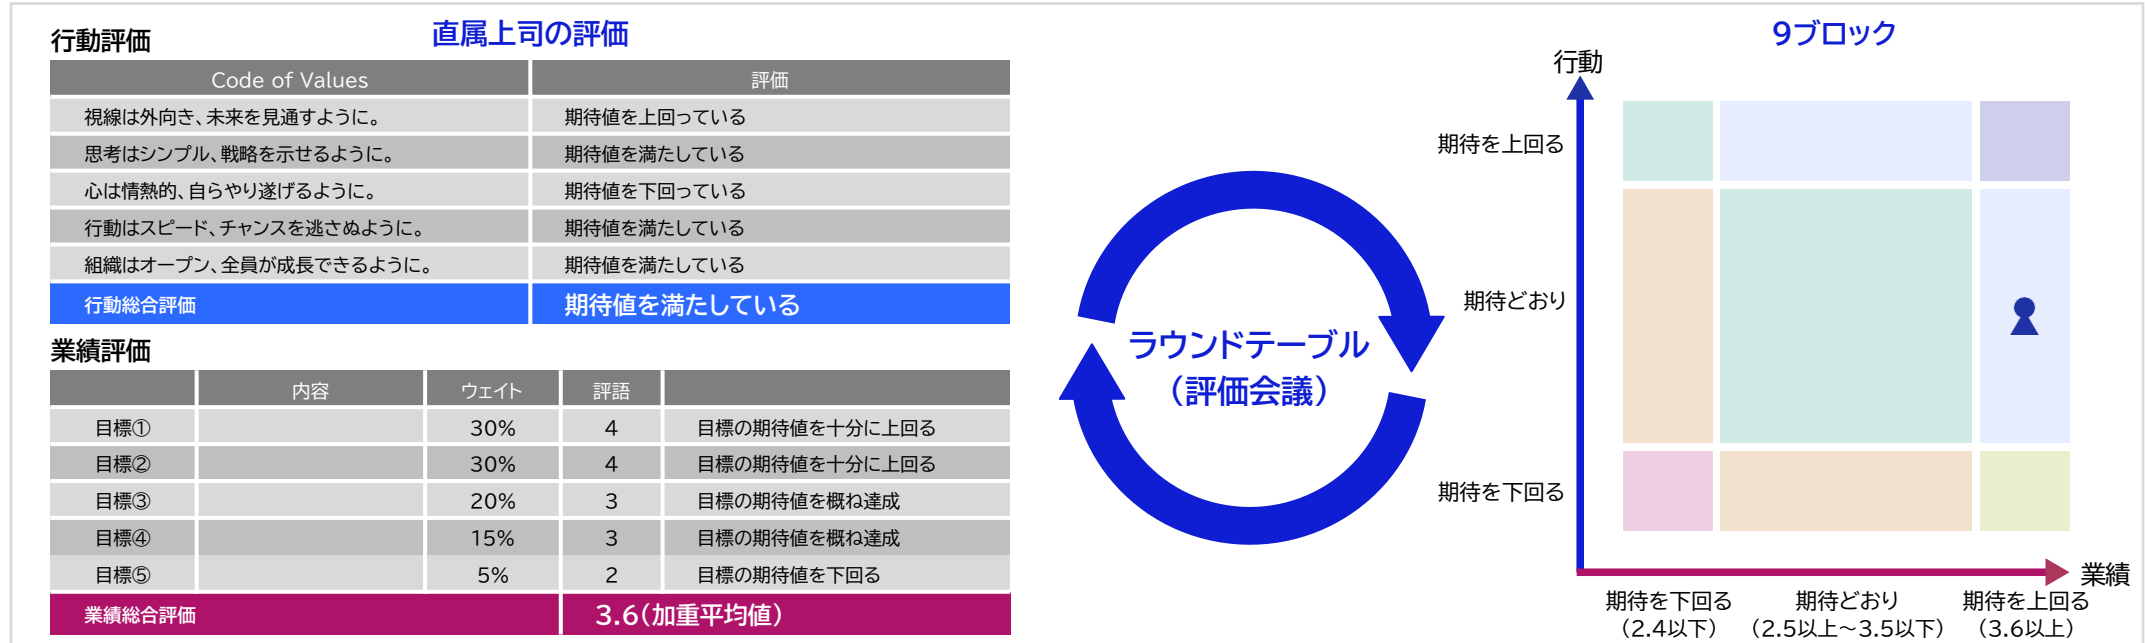 直属上司の評価
行動評価
Code of Values 評価
視線は外向き、未来を見通すように。 期待値を上回っている
思考はシンプル、戦略を示せるように。 期待値を満たしている
心は情熱的、自らやり遂げるように。 期待値を下回っている
行動はスピード、チャンスを逃さぬように。 期待値を満たしている
組織はオープン、全員が成長できるように。 期待値を満たしている
行動総合評価 期待値を満たしている
業績評価
内容 ウェイト 評語
目標① 30% 4 目標の期待値を十分に上回る
目標② 30% 4 目標の期待値を十分に上回る
目標③ 20% 3 目標の期待値を概ね達成
目標④ 15% 3 目標の期待値を概ね達成
目標⑤ 5% 2 目標の期待値を下回る
業績総合評価 3.6(加重平均値)
ラウンドテーブル
(評価会議)
9ブロック
行動
期待を上回る
期待どおり
期待を下回る
業績
期待を下回る 期待どおり 期待を上回る
(2.4以下) (2.5以上～3.5以下) (3.6以上)